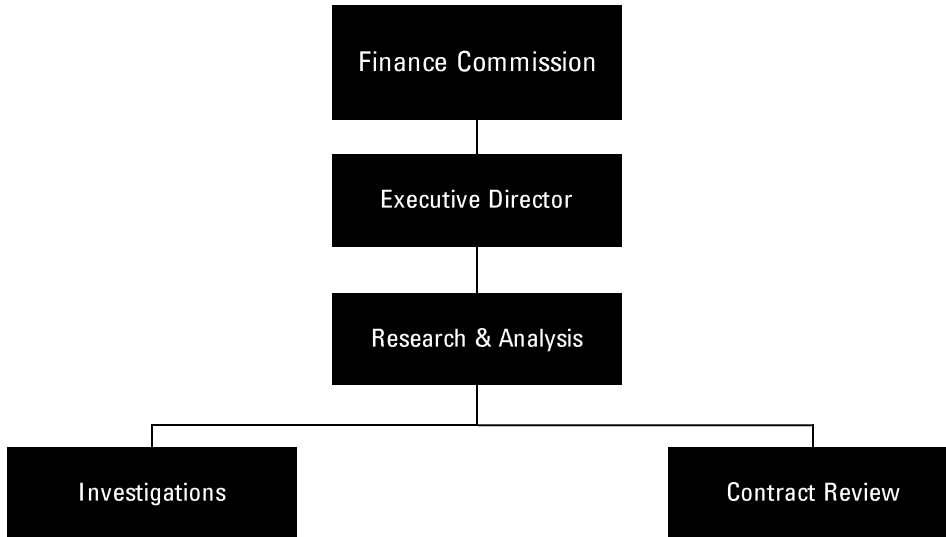 Finance Commission
Executive Director
Research & Analysis
Investigations
Contract Review